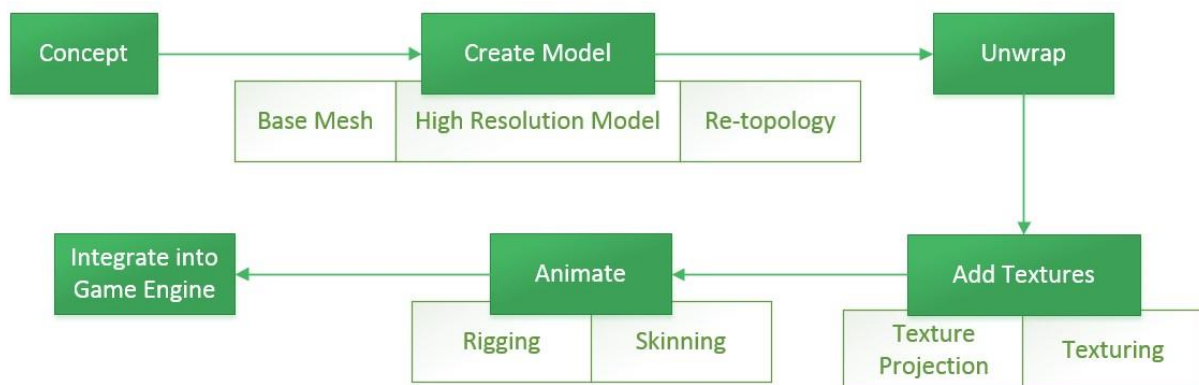 Concept
Create Model
Unwrap
Base Mesh
High Resolution Model
Re-topology
Integrate into
Game Engine
Animate
Add Textures
Rigging
Skinning
Texture
Projection
Texturing